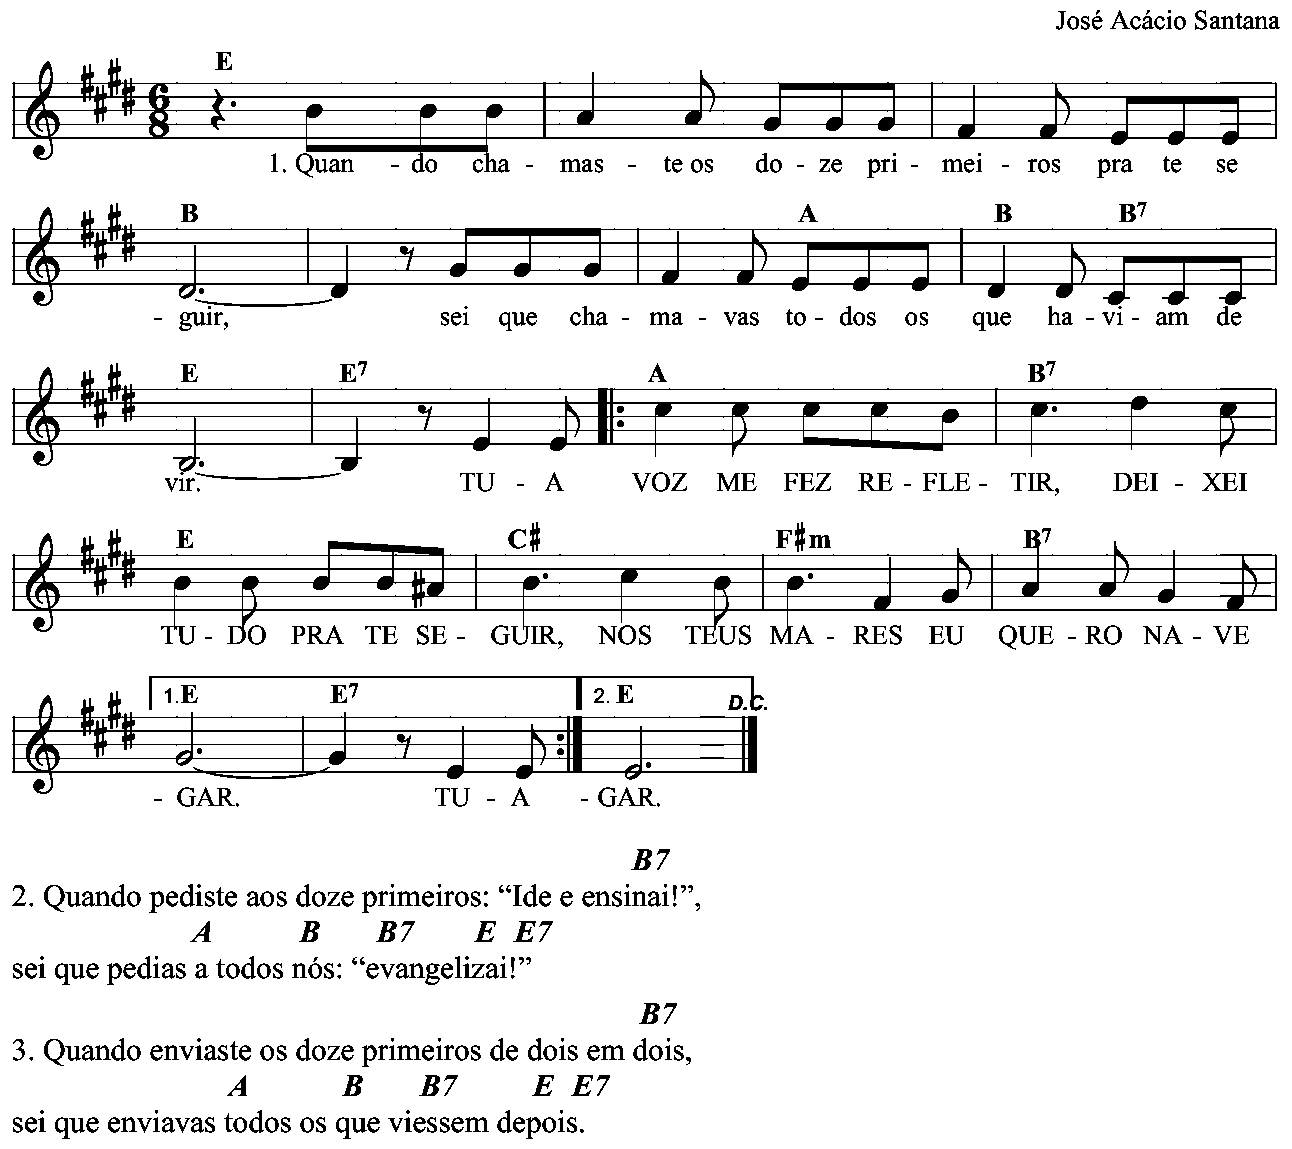 José Acácio Santana
E
6
8
1. Quan - do cha- mas - te os do - ze pri - mei - ros pra te se
B A B B7
- guir, sei que cha - ma - vas to - dos os que ha - vi - am de
E E7 A B7
vir. TU - A VOZ ME FEZ RE - FLE - TIR, DEI - XEI
E C# F#m B7
TU - DO PRA TE SE - GUIR, NOS TEUS MA - RES EU QUE - RO NA - VE
1. E E7 2. E D.C.
- GAR. TU - A - GAR.
B7
2. Quando pediste aos doze primeiros: “Ide e ensinai!”,
A B B7 E E7
sei que pedias a todos nós: “evangelizai!”
B7
3. Quando enviaste os doze primeiros de dois em dois,
A B B7 E E7
sei que enviavas todos os que viessem depois.